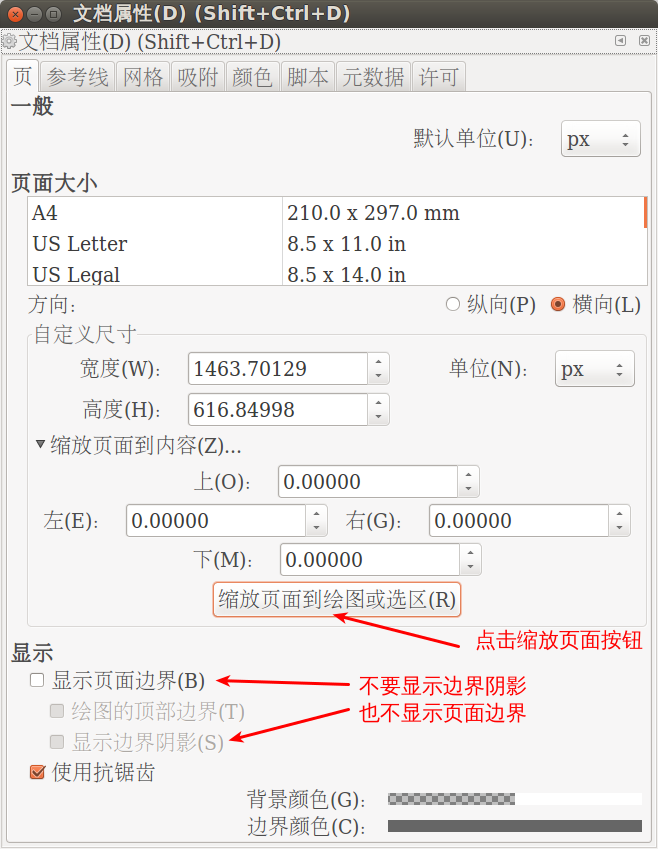 文档属性(D) (Shift+Ctrl+D)
文档属性(D) (Shift+Ctrl+D)
页 参考线 网格 吸附 颜色 脚本 元数据 许可
一般
默认单位(U): px
页面大小
A4 210.0 x 297.0 mm
US Letter 8.5 x 11.0 in
US Legal 8.5 x 14.0 in
方向: 纵向(P) 横向(L)
自定义尺寸
宽度(W): 1463.70129 单位(N): px
高度(H): 616.84998
缩放页面到内容(Z)...
上(O): 0.00000
左(E): 0.00000 右(G): 0.00000
下(M): 0.00000
缩放页面到绘图或选区(R)
点击缩放页面按钮
显示
显示页面边界(B)
不要显示边界阴影
绘图的顶部边界(T)
也不显示页面边界
显示边界阴影(S)
使用抗锯齿
背景颜色(G):
边界颜色(C):